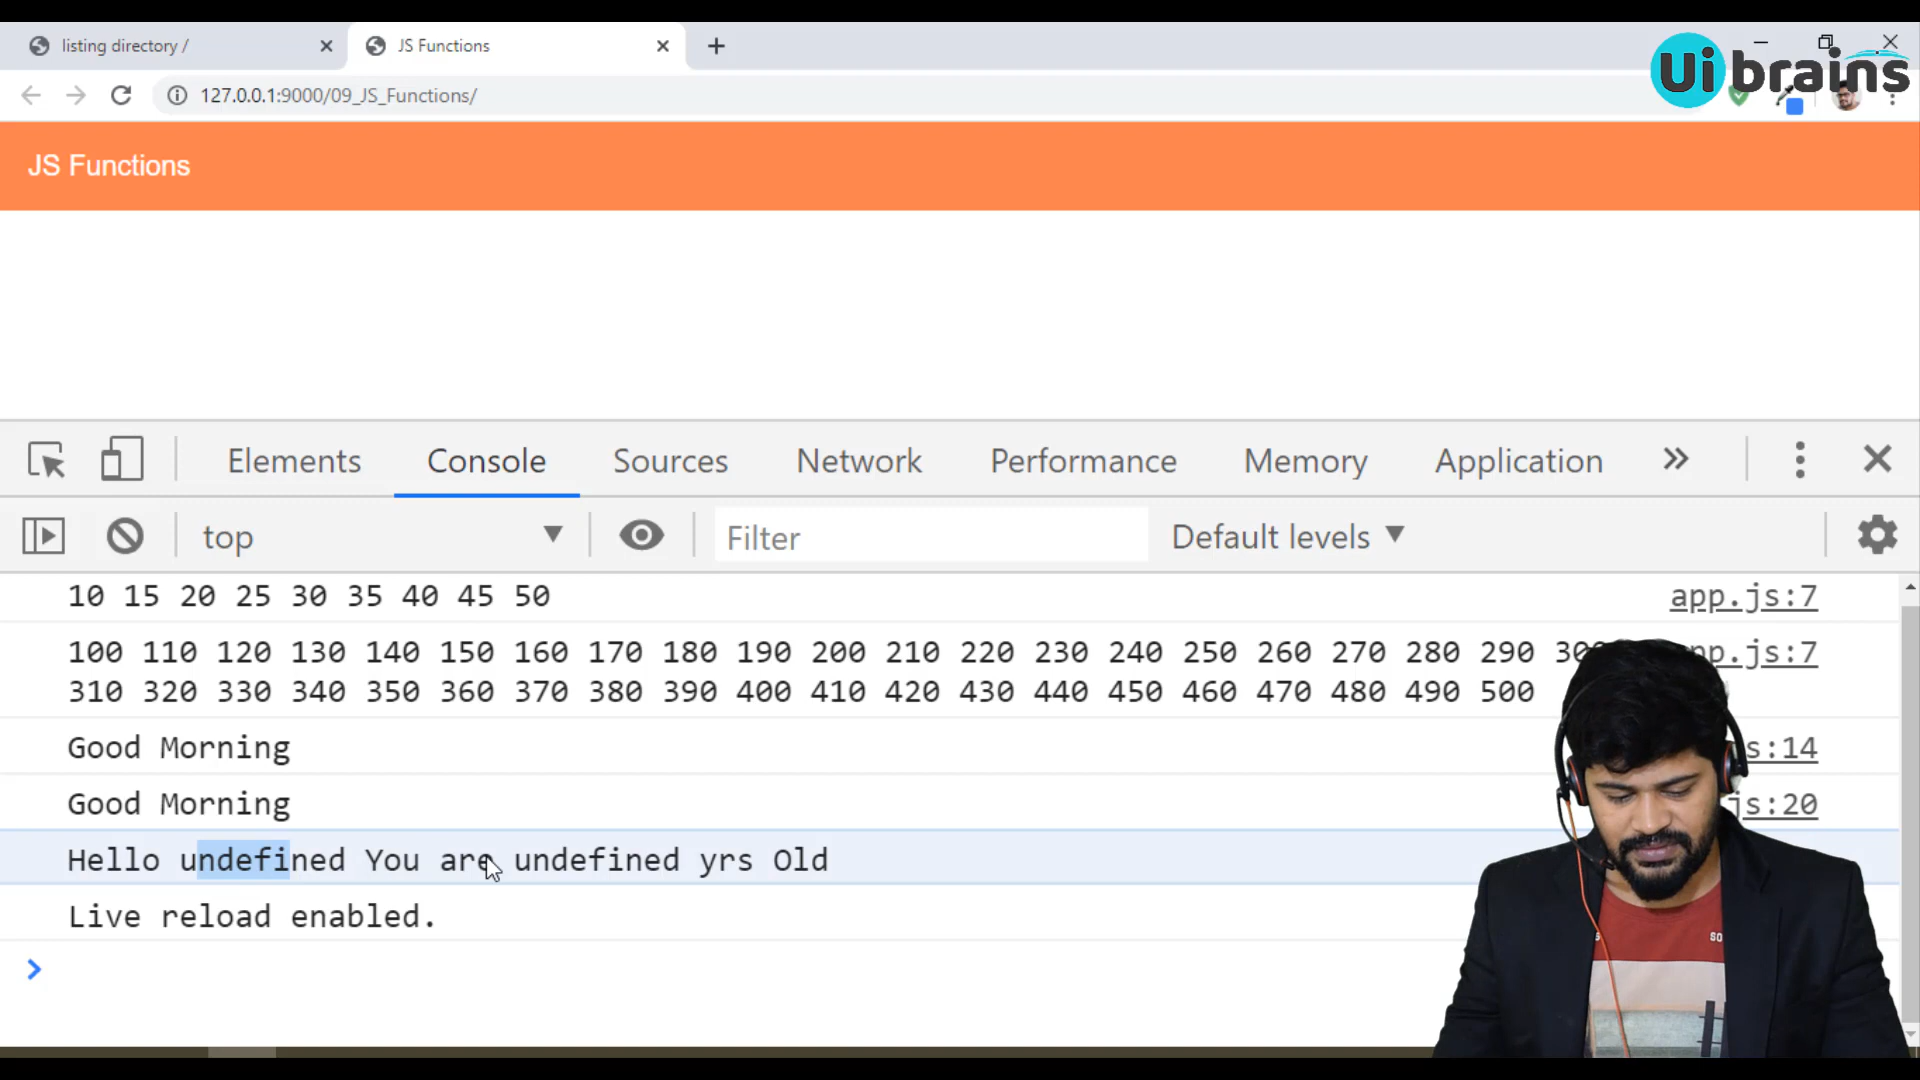 listing directory /
JS Functions
Ui brains
127.0.0.1:9000/09_JS_Functions/
JS Functions
Elements Console Sources Network Performance Memory Application
top Filter Default levels
10 15 20 25 30 35 40 45 50 app.js:7
100 110 120 130 140 150 160 170 180 190 200 210 220 230 240 250 260 270 280 290
310 320 330 340 350 360 370 380 390 400 410 420 430 440 450 460 470 480 490 500
Good Morning s:14
Good Morning js:20
Hello undefined You are undefined yrs Old
Live reload enabled.